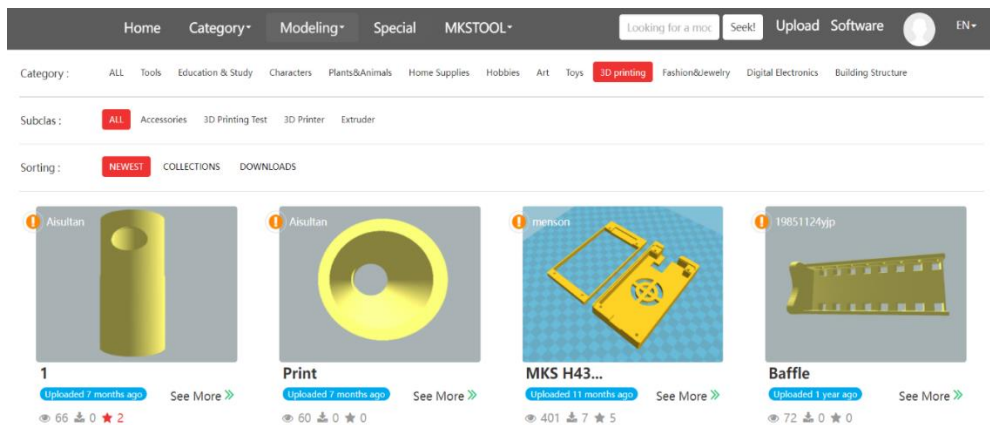 Home Category Modeling Special MKSTOOL Looking for a moc Seek! Upload Software EN
Category : ALL Tools Education & Study Characters Plants&Animals Home Supplies Hobbies Art Toys 3D printing Fashion&Jewelry Digital Electronics Building Structure
Subclas : ALL Accessories 3D Printing Test 3D Printer Extruder
Sorting : NEWEST COLLECTIONS DOWNLOADS
Aisultan Aisultan menson 19851124yjp
1 Print MKS H43... Baffle
Uploaded 7 months ago See More Uploaded 7 months ago See More Uploaded 11 months ago See More Uploaded 1 year ago See More
66 0 2 60 0 0 401 7 5 72 0 0